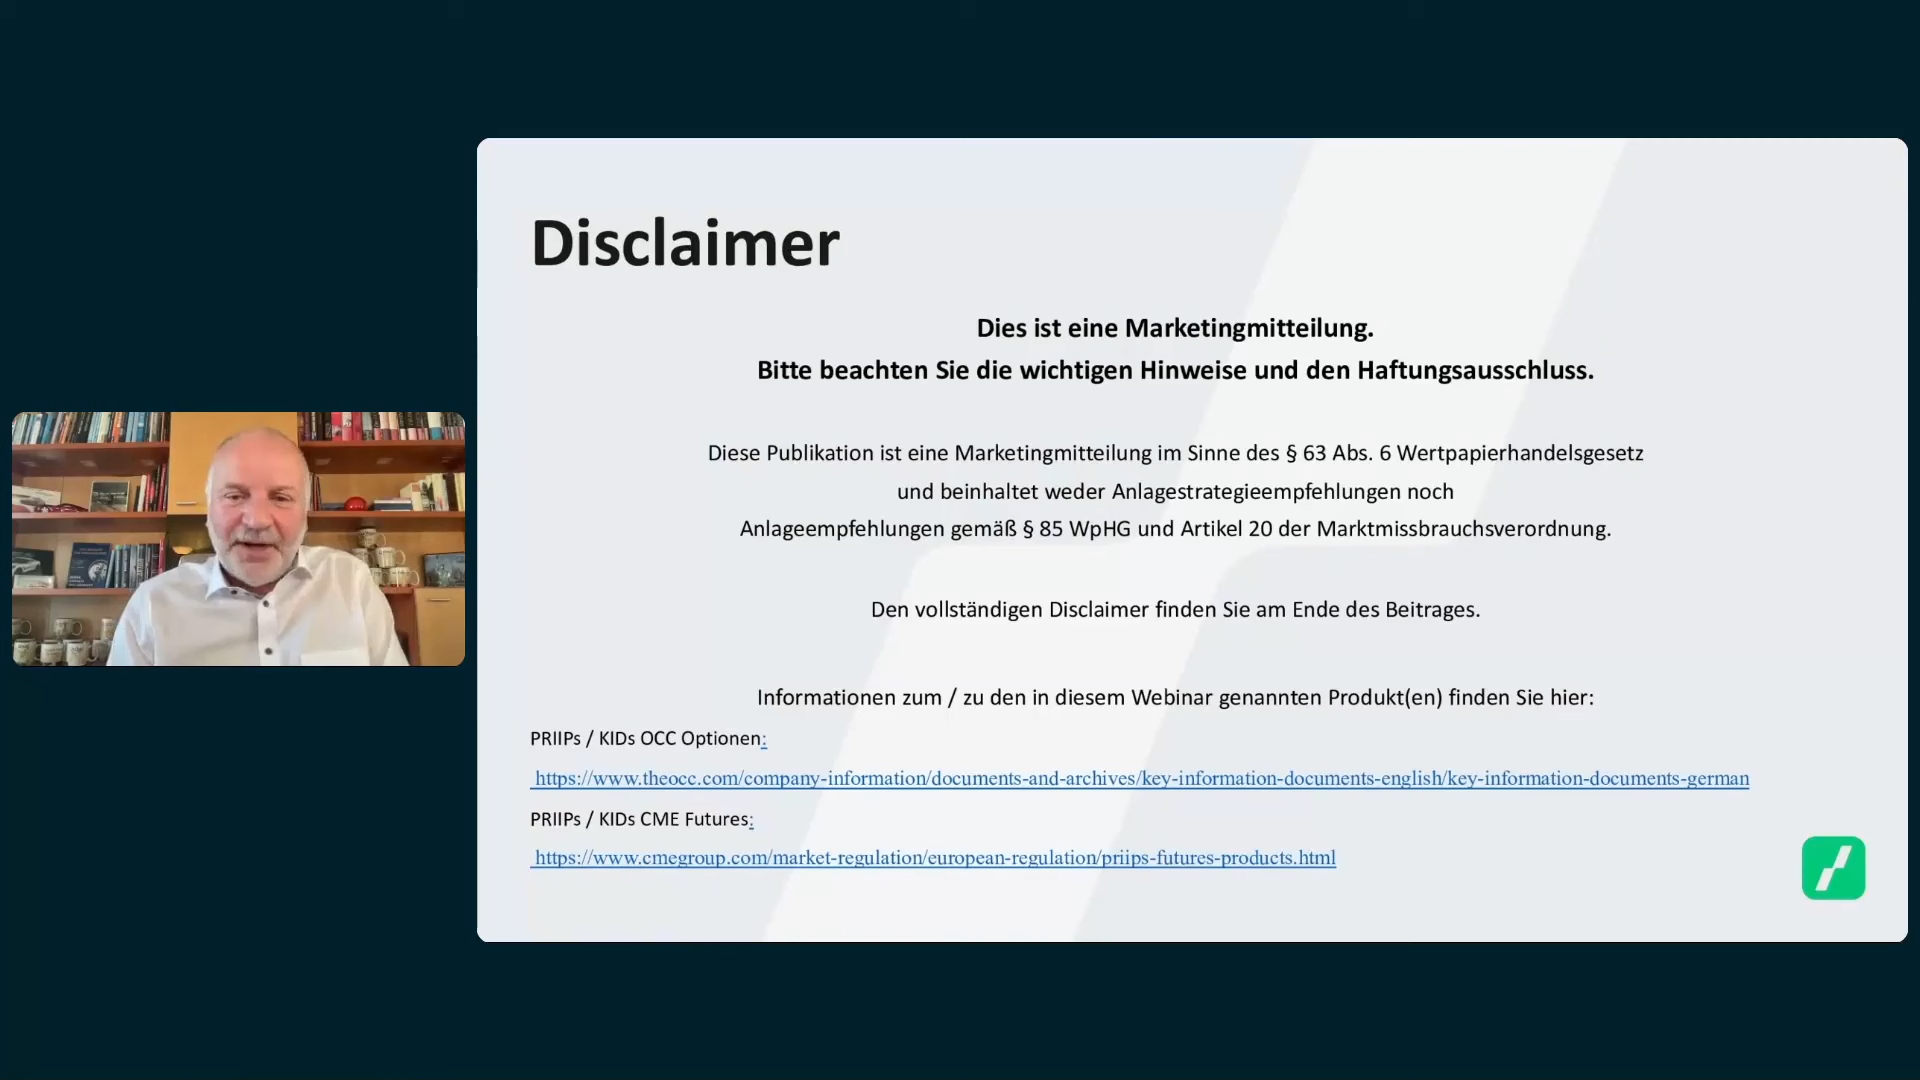 Disclaimer
Dies ist eine Marketingmitteilung.
Bitte beachten Sie die wichtigen Hinweise und den Haftungsausschluss.
Diese Publikation ist eine Marketingmitteilung im Sinne des § 63 Abs. 6 Wertpapierhandelsgesetz
und beinhaltet weder Anlagestrategieempfehlungen noch
Anlageempfehlungen gemäß § 85 WpHG und Artikel 20 der Marktmissbrauchsverordnung.
Den vollständigen Disclaimer finden Sie am Ende des Beitrages.
Informationen zum / zu den in diesem Webinar genannten Produkt(en) finden Sie hier:
PRIIPs / KIDs OCC Optionen:
https://www.theocc.com/company-information/documents-and-archives/key-information-documents-english/key-information-documents-german
PRIIPs / KIDs CME Futures:
https://www.cmegroup.com/market-regulation/european-regulation/priips-futures-products.html